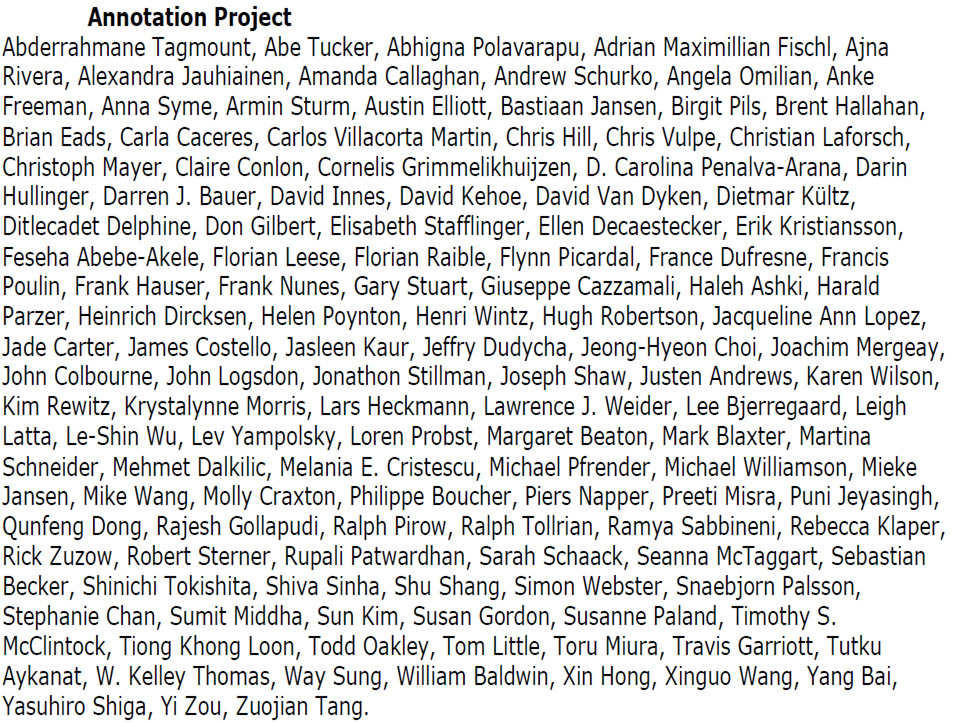 Annotation Project
Abderrahmane Tagmount, Abe Tucker, Abhigna Polavarapu, Adrian Maximillian Fischl, Ajna
Rivera, Alexandra Jauhiainen, Amanda Callaghan, Andrew Schurko, Angela Omilian, Anke
Freeman, Anna Syme, Armin Sturm, Austin Elliott, Bastiaan Jansen, Birgit Pils, Brent Hallahan,
Brian Eads, Carla Caceres, Carlos Villacorta Martin, Chris Hill, Chris Vulpe, Christian Laforsch,
Christoph Mayer, Claire Conlon, Cornelis Grimmelikhuijzen, D. Carolina Penalva-Arana, Darin
Hullinger, Darren J. Bauer, David Innes, David Kehoe, David Van Dyken, Dietmar Kültz,
Ditlecadet Delphine, Don Gilbert, Elisabeth Stafflinger, Ellen Decaestecker, Erik Kristiansson,
Feseha Abebe-Akele, Florian Leese, Florian Raible, Flynn Picardal, France Dufresne, Francis
Poulin, Frank Hauser, Frank Nunes, Gary Stuart, Giuseppe Cazzamali, Haleh Ashki, Harald
Parzer, Heinrich Dircksen, Helen Poynton, Henri Wintz, Hugh Robertson, Jacqueline Ann Lopez,
Jade Carter, James Costello, Jasleen Kaur, Jeffry Dudycha, Jeong-Hyeon Choi, Joachim Mergeay,
John Colbourne, John Logsdon, Jonathon Stillman, Joseph Shaw, Justen Andrews, Karen Wilson,
Kim Rewitz, Krystalynne Morris, Lars Heckmann, Lawrence J. Weider, Lee Bjerregaard, Leigh
Latta, Le-Shin Wu, Lev Yampolsky, Loren Probst, Margaret Beaton, Mark Blaxter, Martina
Schneider, Mehmet Dalkilic, Melania E. Cristescu, Michael Pfrender, Michael Williamson, Mieke
Jansen, Mike Wang, Molly Craxton, Philippe Boucher, Piers Napper, Preeti Misra, Puni Jeyasingh,
Qunfeng Dong, Rajesh Gollapudi, Ralph Pirow, Ralph Tollrian, Ramya Sabbineni, Rebecca Klaper,
Rick Zuzow, Robert Sterner, Rupali Patwardhan, Sarah Schaack, Seanna McTaggart, Sebastian
Becker, Shinichi Tokishita, Shiva Sinha, Shu Shang, Simon Webster, Snaebjorn Palsson,
Stephanie Chan, Sumit Middha, Sun Kim, Susan Gordon, Susanne Paland, Timothy S.
McClintock, Tiong Khong Loon, Todd Oakley, Tom Little, Toru Miura, Travis Garriott, Tutku
Aykanat, W. Kelley Thomas, Way Sung, William Baldwin, Xin Hong, Xinguo Wang, Yang Bai,
Yasuhiro Shiga, Yi Zou, Zuojian Tang.